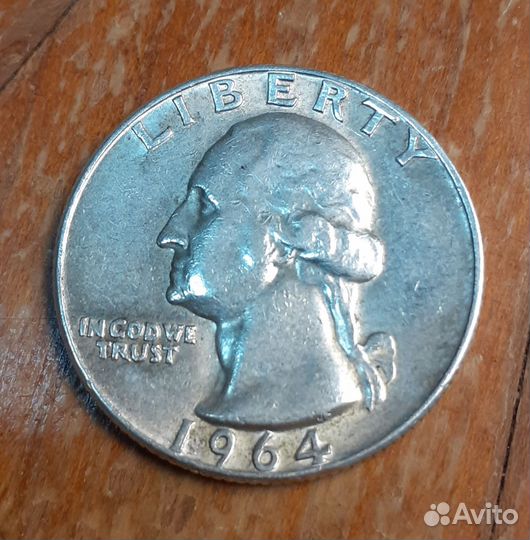 LIBERTY
IN GOD WE
TRUST
1964
Avito